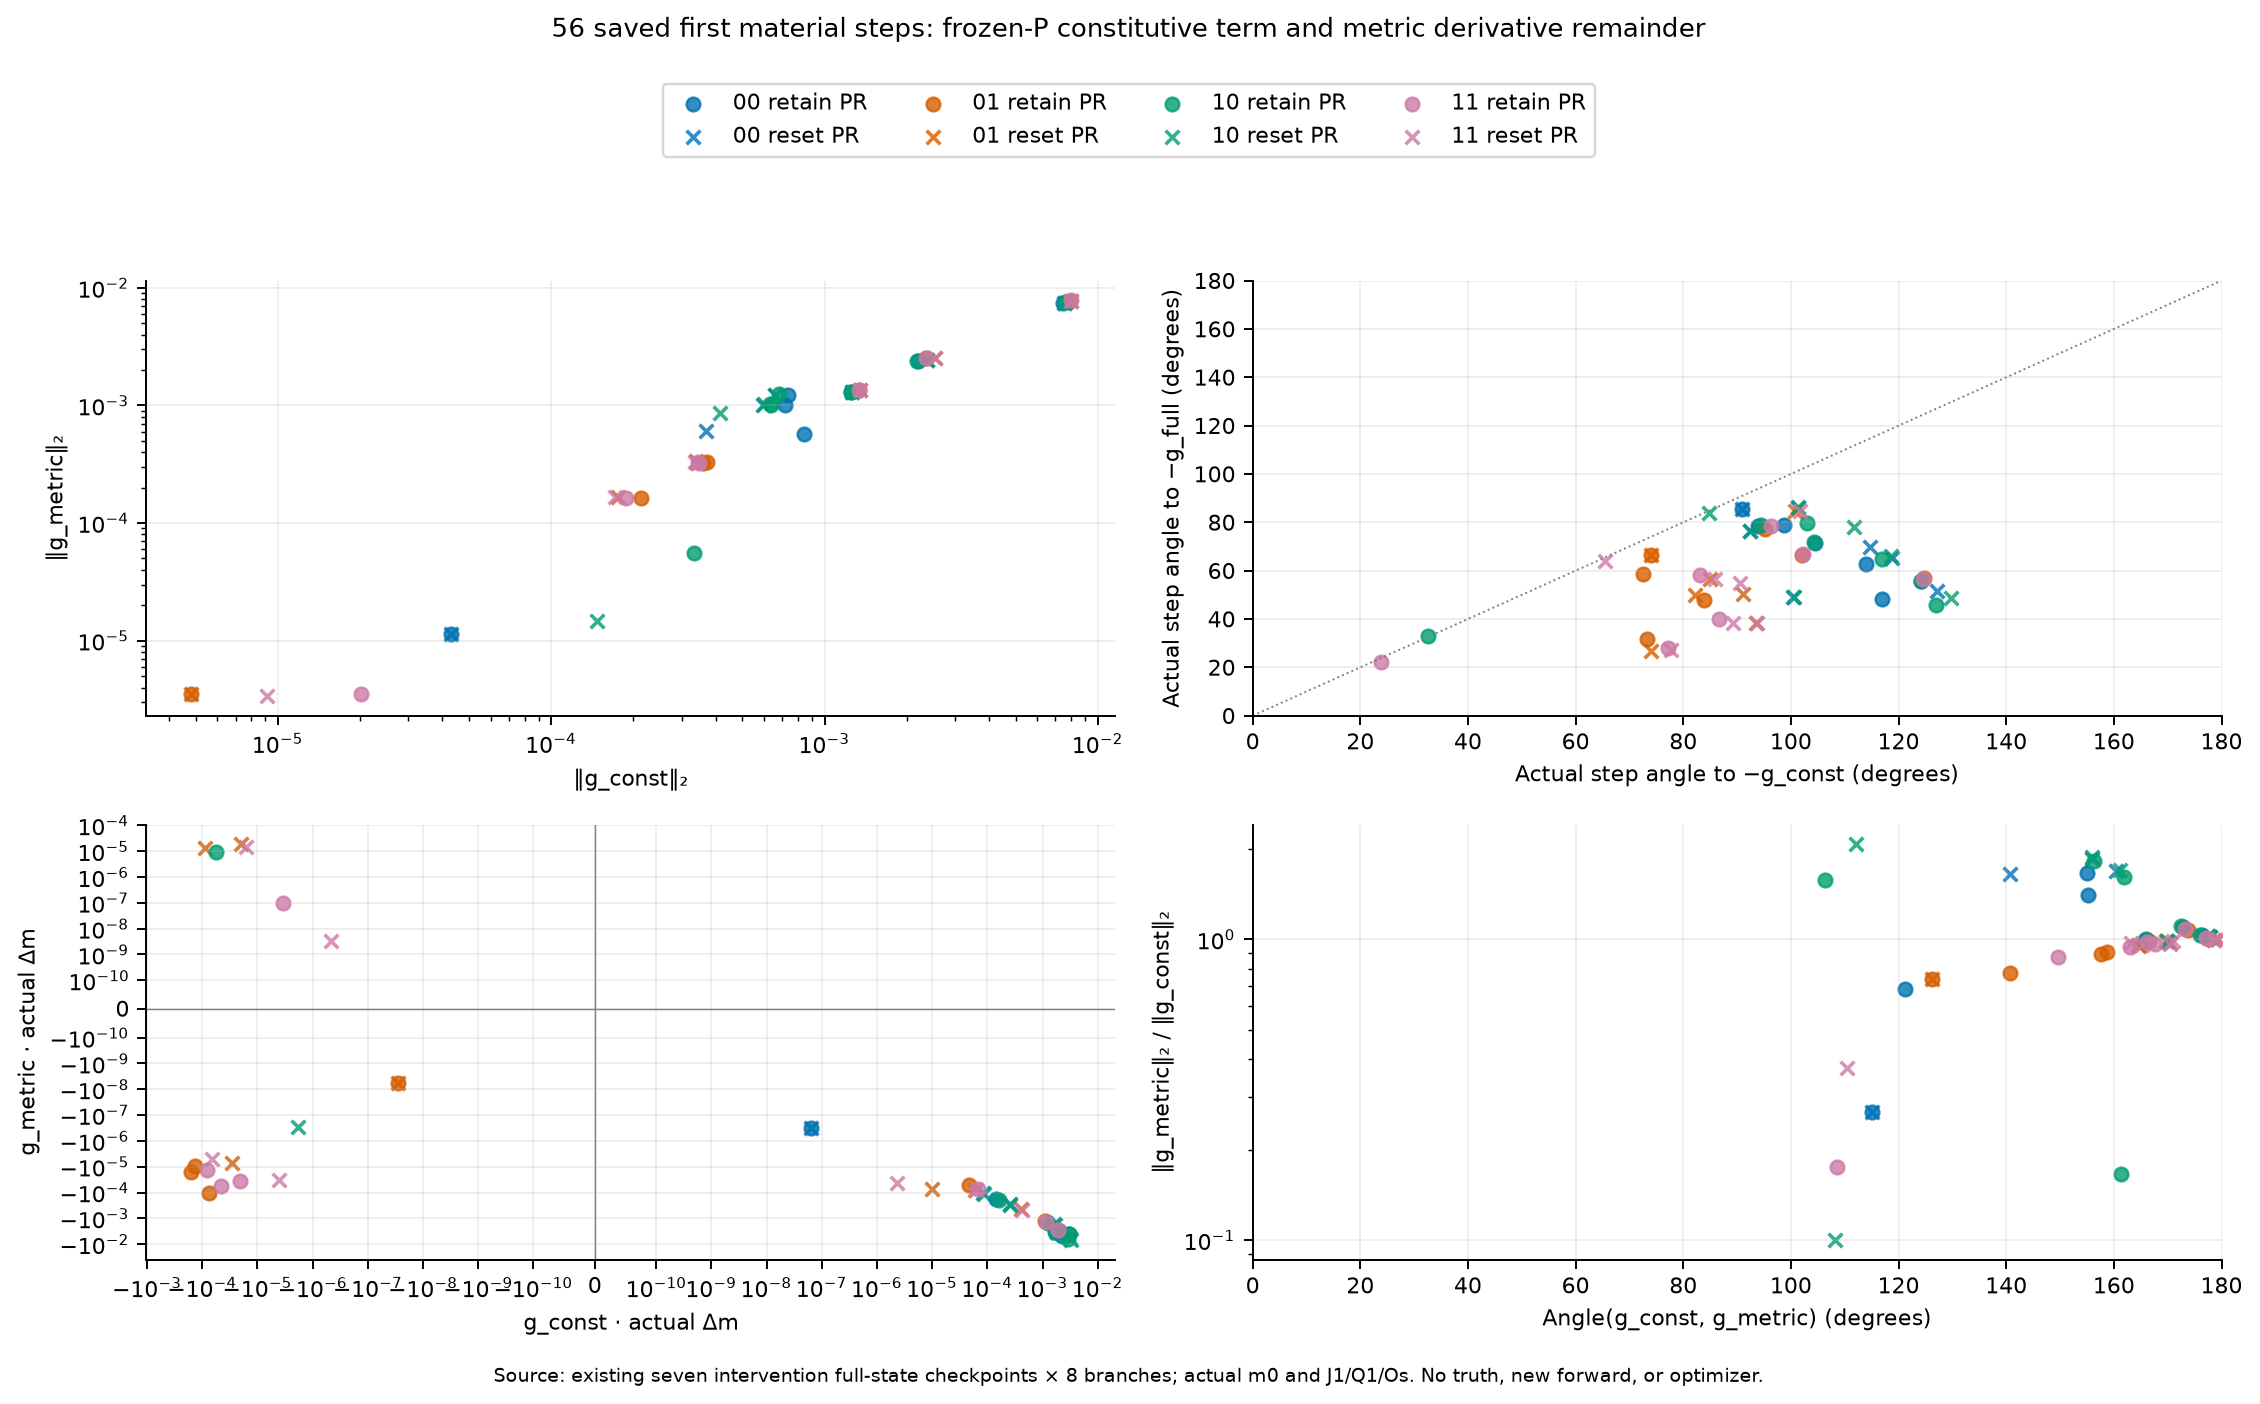 56 saved first material steps: frozen-P constitutive term and metric derivative remainder
00 retain PR 01 retain PR 10 retain PR 11 retain PR
00 reset PR 01 reset PR 10 reset PR 11 reset PR
10⁻²
10⁻³
10⁻⁴
10⁻⁵
‖g_metric‖₂
10⁻⁵ 10⁻⁴ 10⁻³ 10⁻²
‖g_const‖₂
180
160
140
120
100
80
60
40
20
0
Actual step angle to −g_full (degrees)
0 20 40 60 80 100 120 140 160 180
Actual step angle to −g_const (degrees)
10⁻⁴
10⁻⁵
10⁻⁶
10⁻⁷
10⁻⁸
10⁻⁹
10⁻¹⁰
0
−10⁻¹⁰
−10⁻⁹
−10⁻⁸
−10⁻⁷
−10⁻⁶
−10⁻⁵
−10⁻⁴
−10⁻³
−10⁻²
g_metric · actual Δm
−10⁻³ −10⁻⁴ −10⁻⁵ −10⁻⁶ −10⁻⁷ −10⁻⁸ −10⁻⁹ −10⁻¹⁰ 0 10⁻¹⁰ 10⁻⁹ 10⁻⁸ 10⁻⁷ 10⁻⁶ 10⁻⁵ 10⁻⁴ 10⁻³ 10⁻²
g_const · actual Δm
10⁰
10⁻¹
‖g_metric‖₂ / ‖g_const‖₂
0 20 40 60 80 100 120 140 160 180
Angle(g_const, g_metric) (degrees)
Source: existing seven intervention full-state checkpoints × 8 branches; actual m0 and J1/Q1/Os. No truth, new forward, or optimizer.